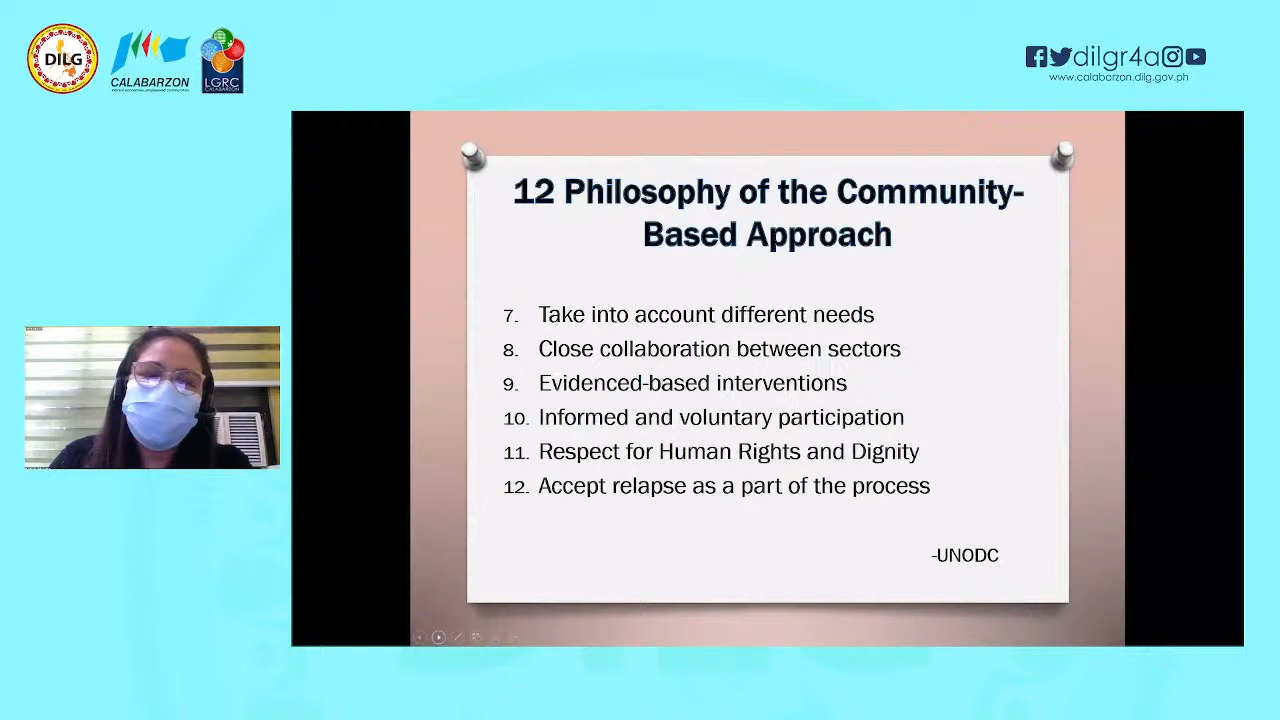 DILG
CALABARZON
LGRC
CALABARZON
dilgr4a
www.calabarzon.dilg.gov.ph
12 Philosophy of the Community-
Based Approach
7. Take into account different needs
8. Close collaboration between sectors
9. Evidenced-based interventions
10. Informed and voluntary participation
11. Respect for Human Rights and Dignity
12. Accept relapse as a part of the process
-UNODC